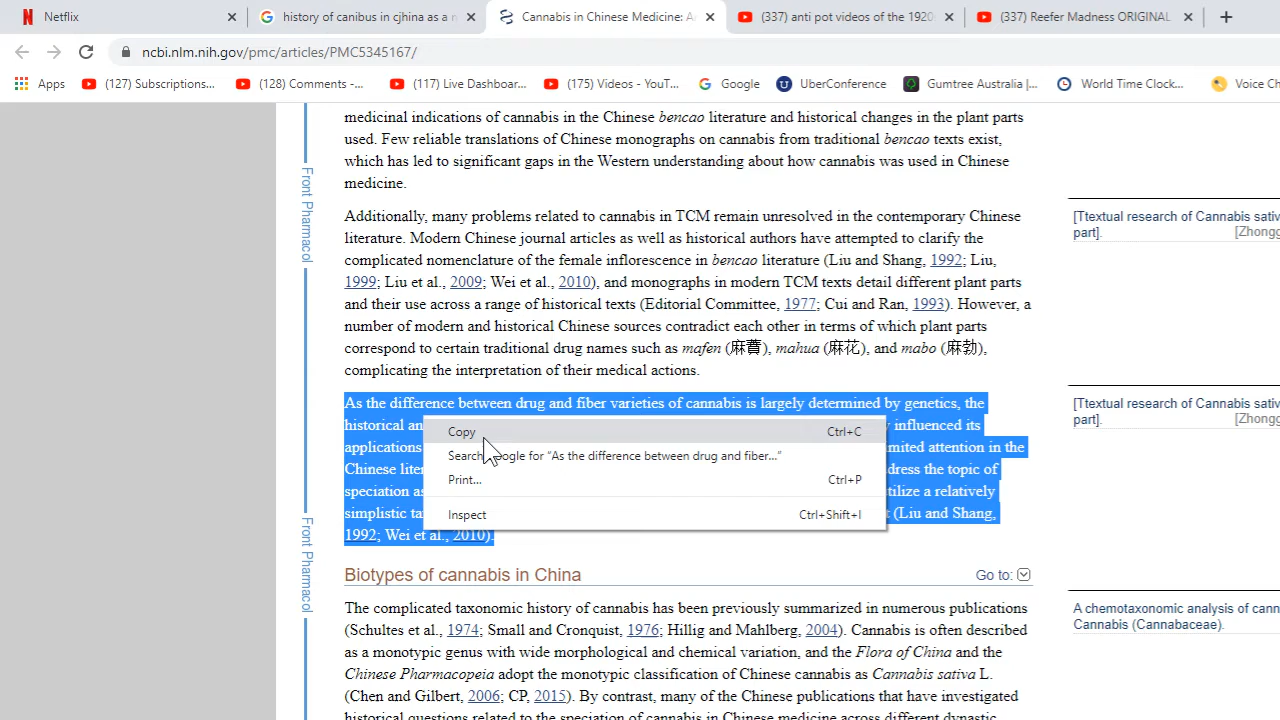 Netflix
history of canibus in cjhina as a
Cannabis in Chinese Medicine: A
(337) anti pot videos of the 1920
(337) Reefer Madness ORIGINAL
ncbi.nlm.nih.gov/pmc/articles/PMC5345167/
Apps
(127) Subscriptions...
(128) Comments -...
(117) Live Dashboar...
(175) Videos - YouT...
Google
UberConference
Gumtree Australia |...
World Time Clock...
Voice Ch
medicinal indications of cannabis in the Chinese bencao literature and historical changes in the plant parts
used. Few reliable translations of Chinese monographs on cannabis from traditional bencao texts exist,
which has led to significant gaps in the Western understanding about how cannabis was used in Chinese
medicine.
Additionally, many problems related to cannabis in TCM remain unresolved in the contemporary Chinese
literature. Modern Chinese journal articles as well as historical authors have attempted to clarify the
complicated nomenclature of the female inflorescence in bencao literature (Liu and Shang, 1992; Liu,
1999; Liu et al., 2009; Wei et al., 2010), and monographs in modern TCM texts detail different plant parts
and their use across a range of historical texts (Editorial Committee, 1977; Cui and Ran, 1993). However, a
number of modern and historical Chinese sources contradict each other in terms of which plant parts
correspond to certain traditional drug names such as mafen (麻蕡), mahua (麻花), and mabo (麻勃),
complicating the interpretation of their medical actions.
As the difference between drug and fiber varieties of cannabis is largely determined by genetics, the
historical an
influenced its
applications
imited attention in the
Chinese liter
dress the topic of
speciation as
utilize a relatively
simplistic ta
t (Liu and Shang,
1992; Wei et al., 2010).
Copy Ctrl+C
Search Google for "As the difference between drug and fiber..."
Print... Ctrl+P
Inspect Ctrl+Shift+I
Biotypes of cannabis in China
Go to:
The complicated taxonomic history of cannabis has been previously summarized in numerous publications
(Schultes et al., 1974; Small and Cronquist, 1976; Hillig and Mahlberg, 2004). Cannabis is often described
as a monotypic genus with wide morphological and chemical variation, and the Flora of China and the
Chinese Pharmacopeia adopt the monotypic classification of Chinese cannabis as Cannabis sativa L.
(Chen and Gilbert, 2006; CP, 2015). By contrast, many of the Chinese publications that have investigated
historical questions related to the speciation of cannabis in Chinese medicine across different dynastic
Front Pharmacol
Front Pharmacol
[Ttextual research of Cannabis sativ
part]. [Zhongg
[Ttextual research of Cannabis sativ
part]. [Zhongg
A chemotaxonomic analysis of cann
Cannabis (Cannabaceae).